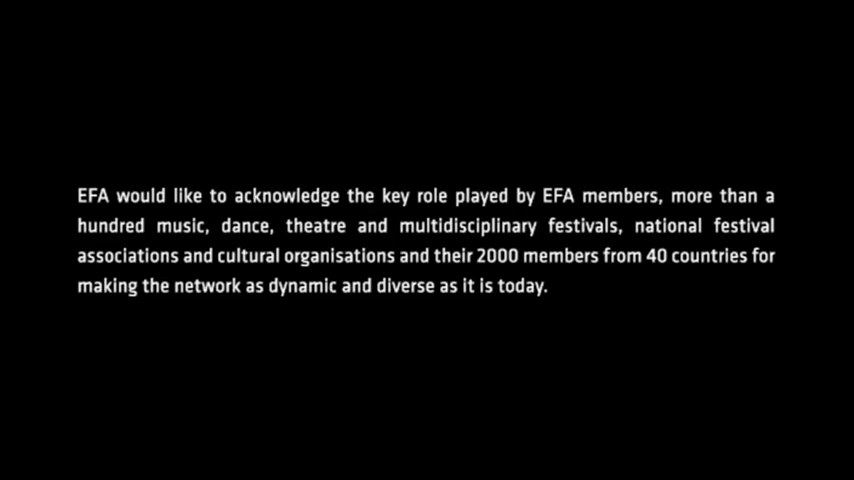 EFA would like to acknowledge the key role played by EFA members, more than a
hundred music, dance, theatre and multidisciplinary festivals, national festival
associations and cultural organisations and their 2000 members from 40 countries for
making the network as dynamic and diverse as it is today.